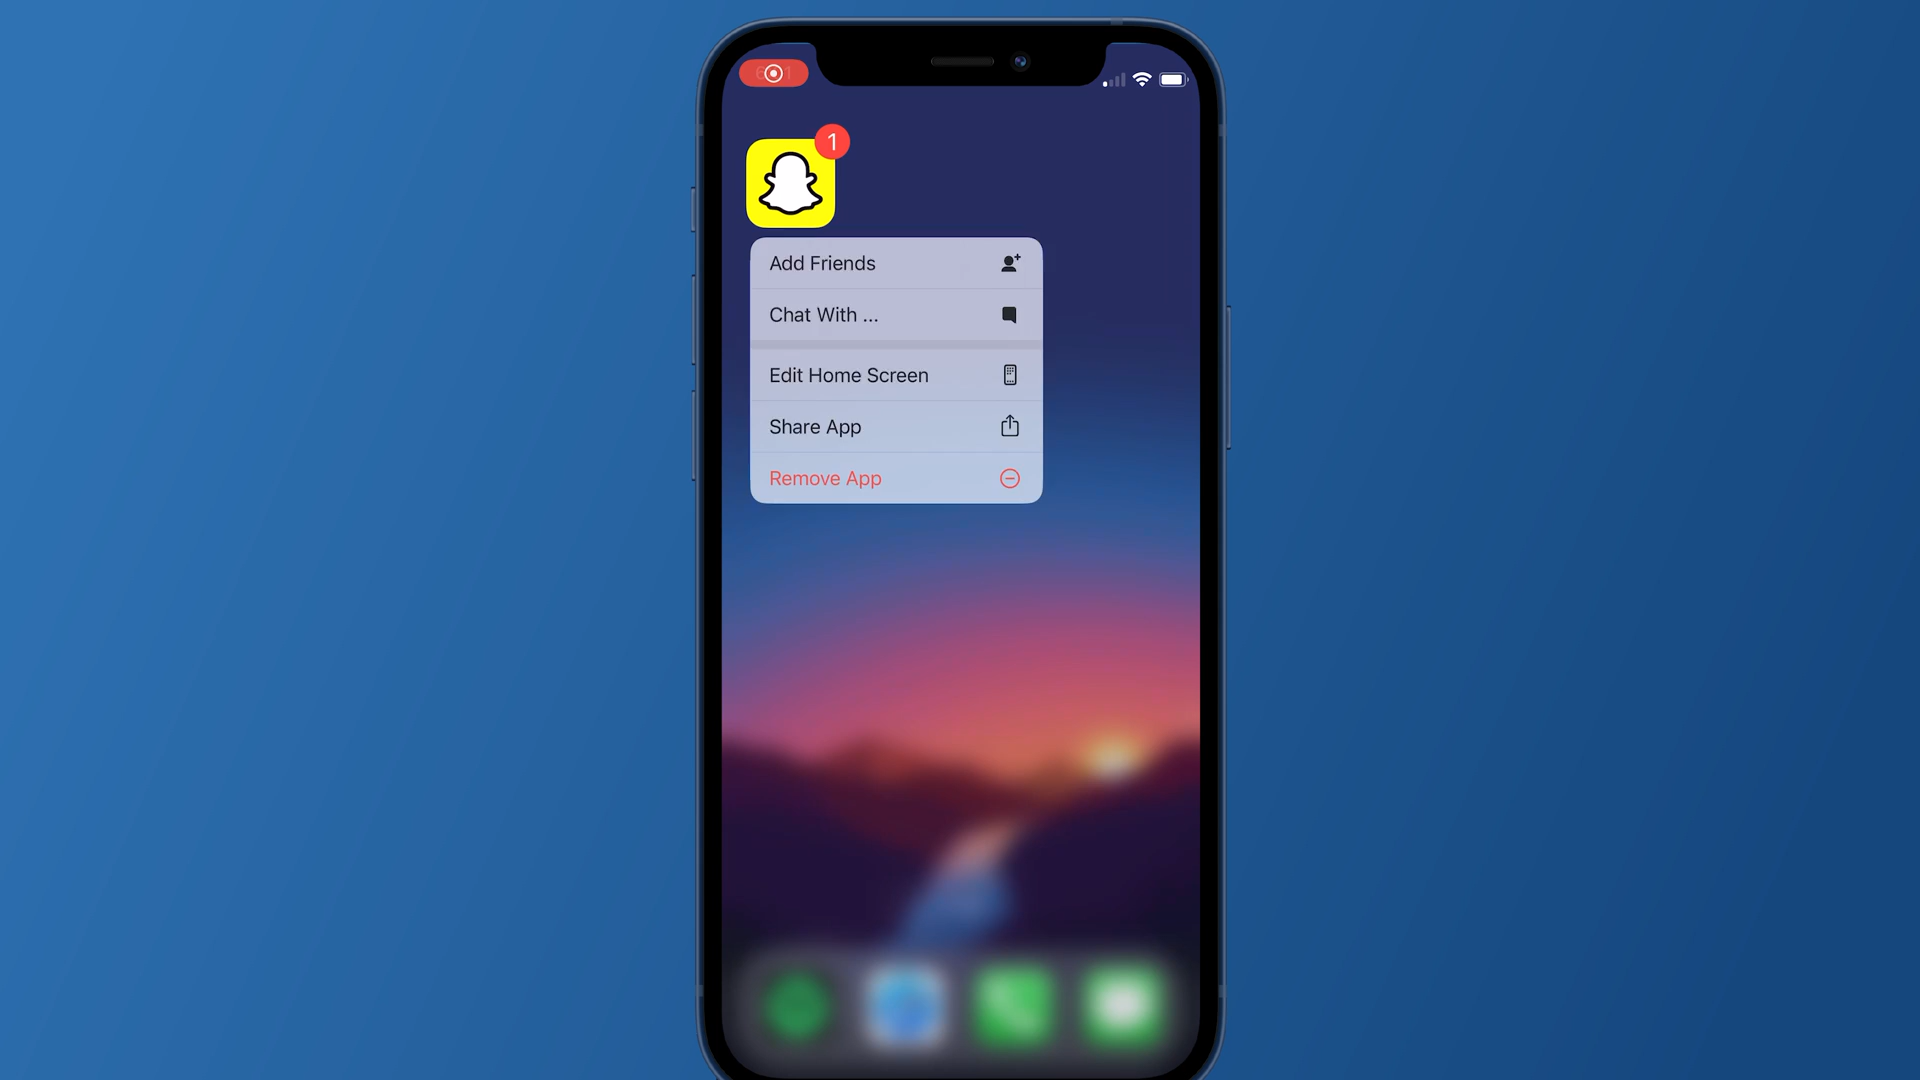 1
Add Friends
Chat With ...
Edit Home Screen
Share App
Remove App